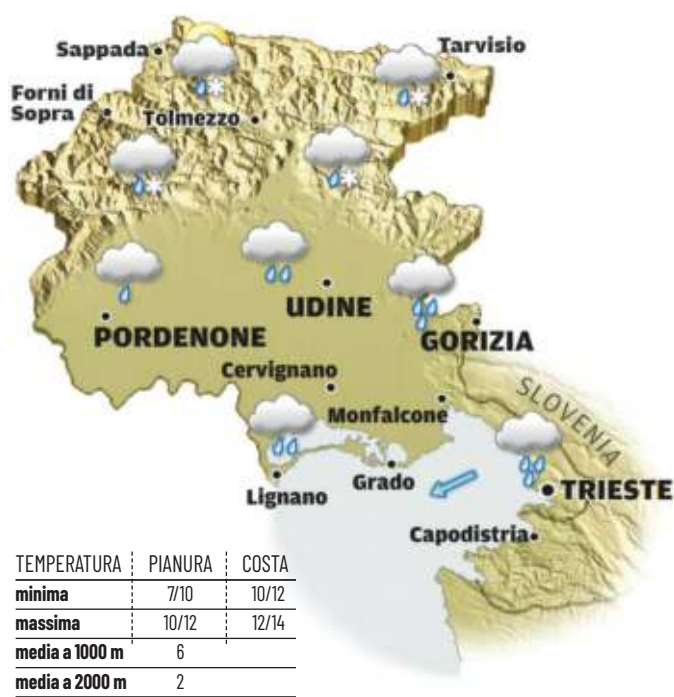 Sappada
Tarvisio
Forni di
Sopra
Tolmezzo
UDINE
PORDENONE
GORIZIA
Cervignano
SLOVENIA
Monfalcone
Lignano
Grado
TRIESTE
Capodistria
TEMPERATURA PIANURA COSTA
minima 7/10 10/12
massima 10/12 12/14
media a 1000 m 6
media a 2000 m 2